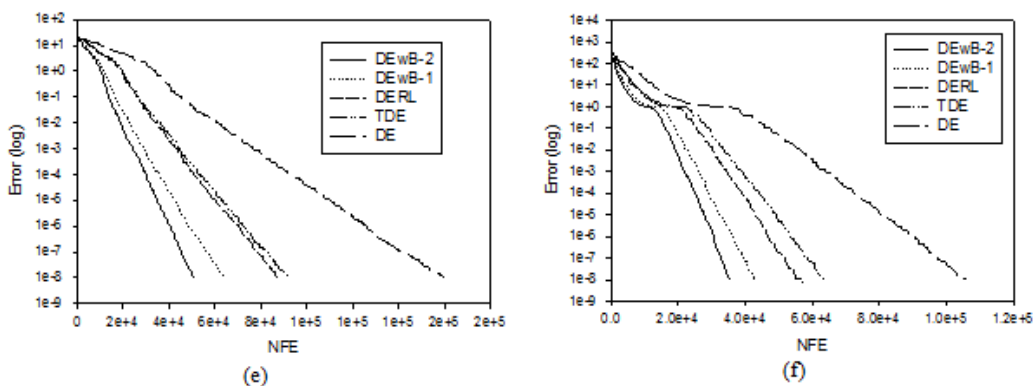 (e)
(f)
1e+2
1e+1
1e+0
1e-1
1e-2
1e-3
1e-4
1e-5
1e-6
1e-7
1e-8
1e-9
Error (log)
DEwB-2
DEwB-1
DERL
TDE
DE
0
2e+4
4e+4
6e+4
8e+4
1e+5
1e+5
1e+5
2e+5
2e+5
NFE
(e)
1e+4
1e+3
1e+2
1e+1
1e+0
1e-1
1e-2
1e-3
1e-4
1e-5
1e-6
1e-7
1e-8
1e-9
Error (log)
DEwB-2
DEwB-1
DERL
TDE
DE
0.0
2.0e+4
4.0e+4
6.0e+4
8.0e+4
1.0e+5
1.2e+5
NFE
(f)